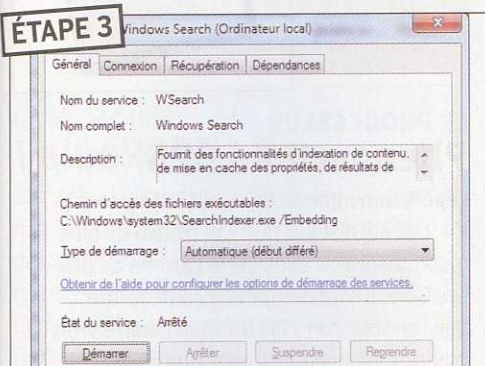 ÉTAPE 3
Windows Search (Ordinateur local)
Général Connexion Récupération Dépendances
Nom du service : WSearch
Nom complet : Windows Search
Description : Fournit des fonctionnalités d'indexation de contenu,
de mise en cache des propriétés, de résultats de
Chemin d'accès des fichiers exécutables :
C:\Windows\system32\SearchIndexer.exe /Embedding
Type de démarrage : Automatique (début différé)
Obtenir de l'aide pour configurer les options de démarrage des services.
État du service : Arrêté
Démarrer Arrêter Suspendre Reprendre